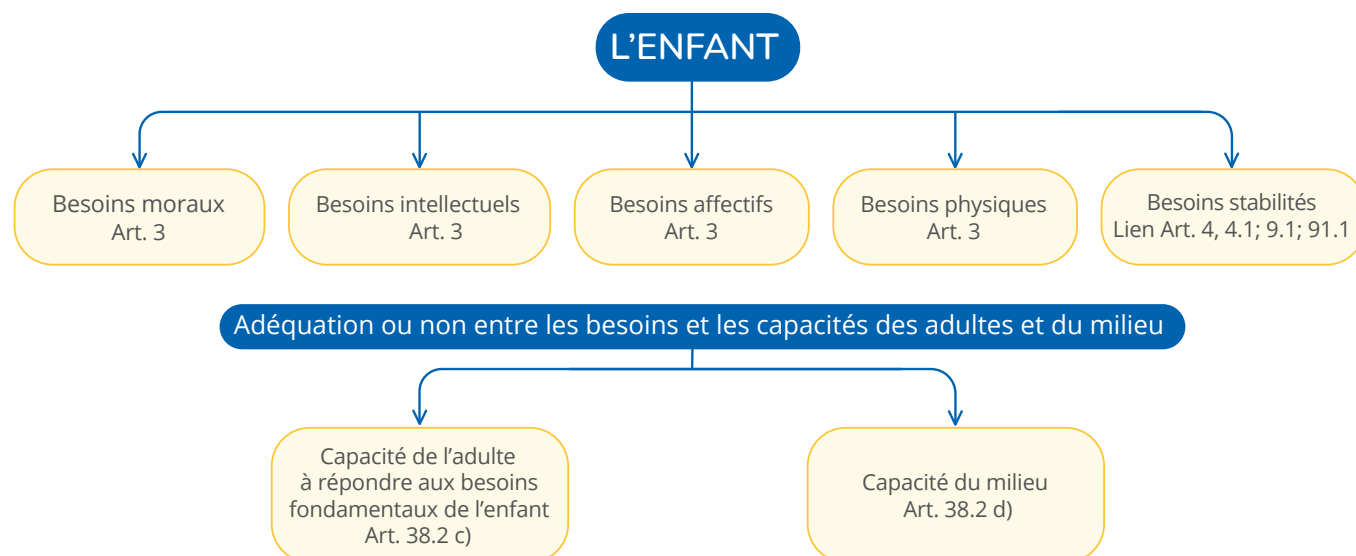 L'ENFANT
Besoins moraux
Art. 3
Besoins intellectuels
Art. 3
Besoins affectifs
Art. 3
Besoins physiques
Art. 3
Besoins stabilités
Lien Art. 4, 4.1; 9.1; 91.1
Adéquation ou non entre les besoins et les capacités des adultes et du milieu
Capacité de l'adulte
à répondre aux besoins
fondamentaux de l'enfant
Art. 38.2 c)
Capacité du milieu
Art. 38.2 d)